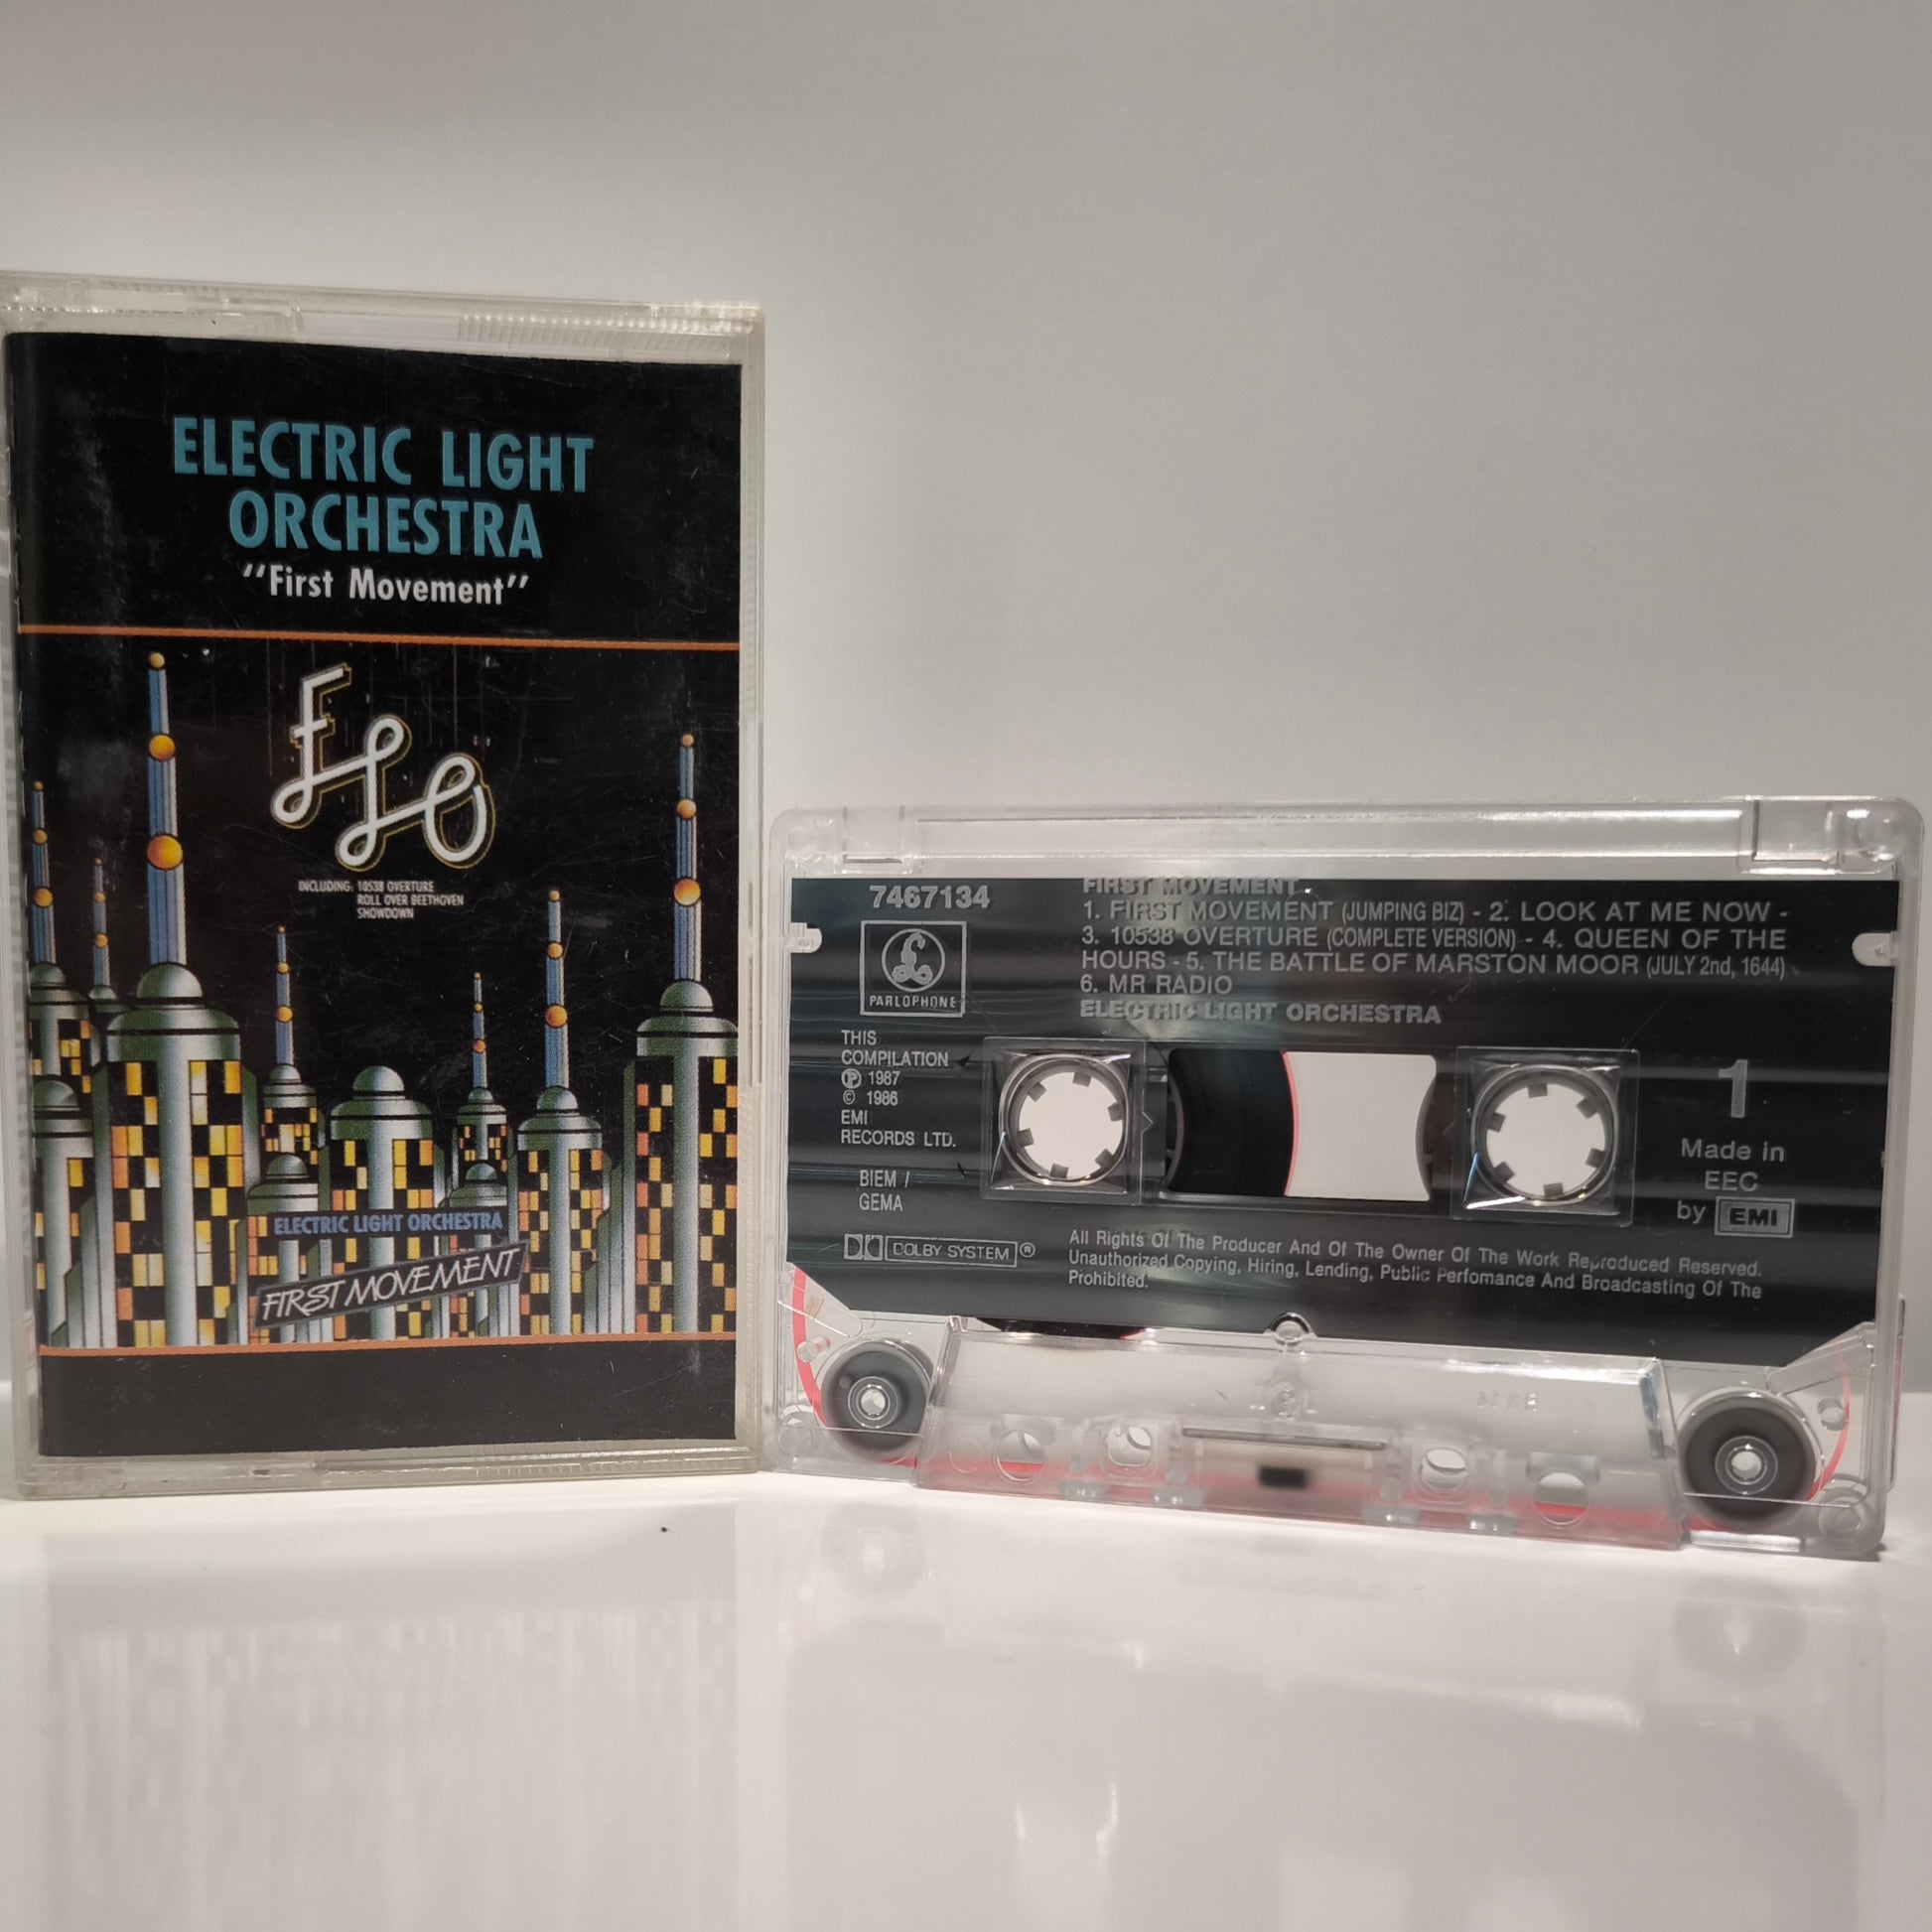 ELECTRIC LIGHT
ORCHESTRA
“First Movement”
ELO
INCLUDING: 10538 OVERTURE
ROLL OVER BEETHOVEN
SHOWDOWN
ELECTRIC LIGHT ORCHESTRA
FIRST MOVEMENT
7467134
PARLOPHONE
THIS
COMPILATION
℗ 1987
© 1986
EMI
RECORDS LTD.
BIEM /
GEMA
DOLBY SYSTEM ®
FIRST MOVEMENT
1. FIRST MOVEMENT (JUMPING BIZ) - 2. LOOK AT ME NOW -
3. 10538 OVERTURE (COMPLETE VERSION) - 4. QUEEN OF THE
HOURS - 5. THE BATTLE OF MARSTON MOOR (JULY 2nd, 1644)
6. MR RADIO
ELECTRIC LIGHT ORCHESTRA
1
Made in
EEC
by EMI
All Rights Of The Producer And Of The Owner Of The Work Reproduced Reserved.
Unauthorized Copying, Hiring, Lending, Public Perfomance And Broadcasting Of The
Prohibited.